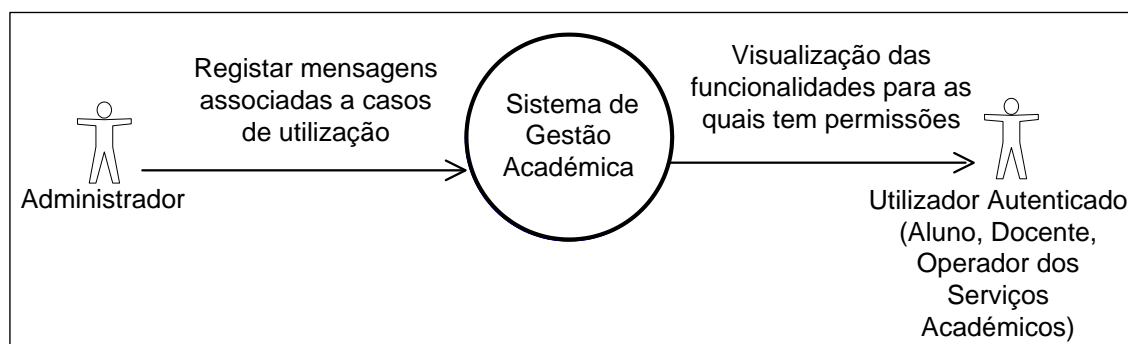 Registar mensagens
associadas a casos
de utilização
Administrador
Sistema de
Gestão
Académica
Visualização das
funcionalidades para as
quais tem permissões
Utilizador Autenticado
(Aluno, Docente,
Operador dos
Serviços
Académicos)